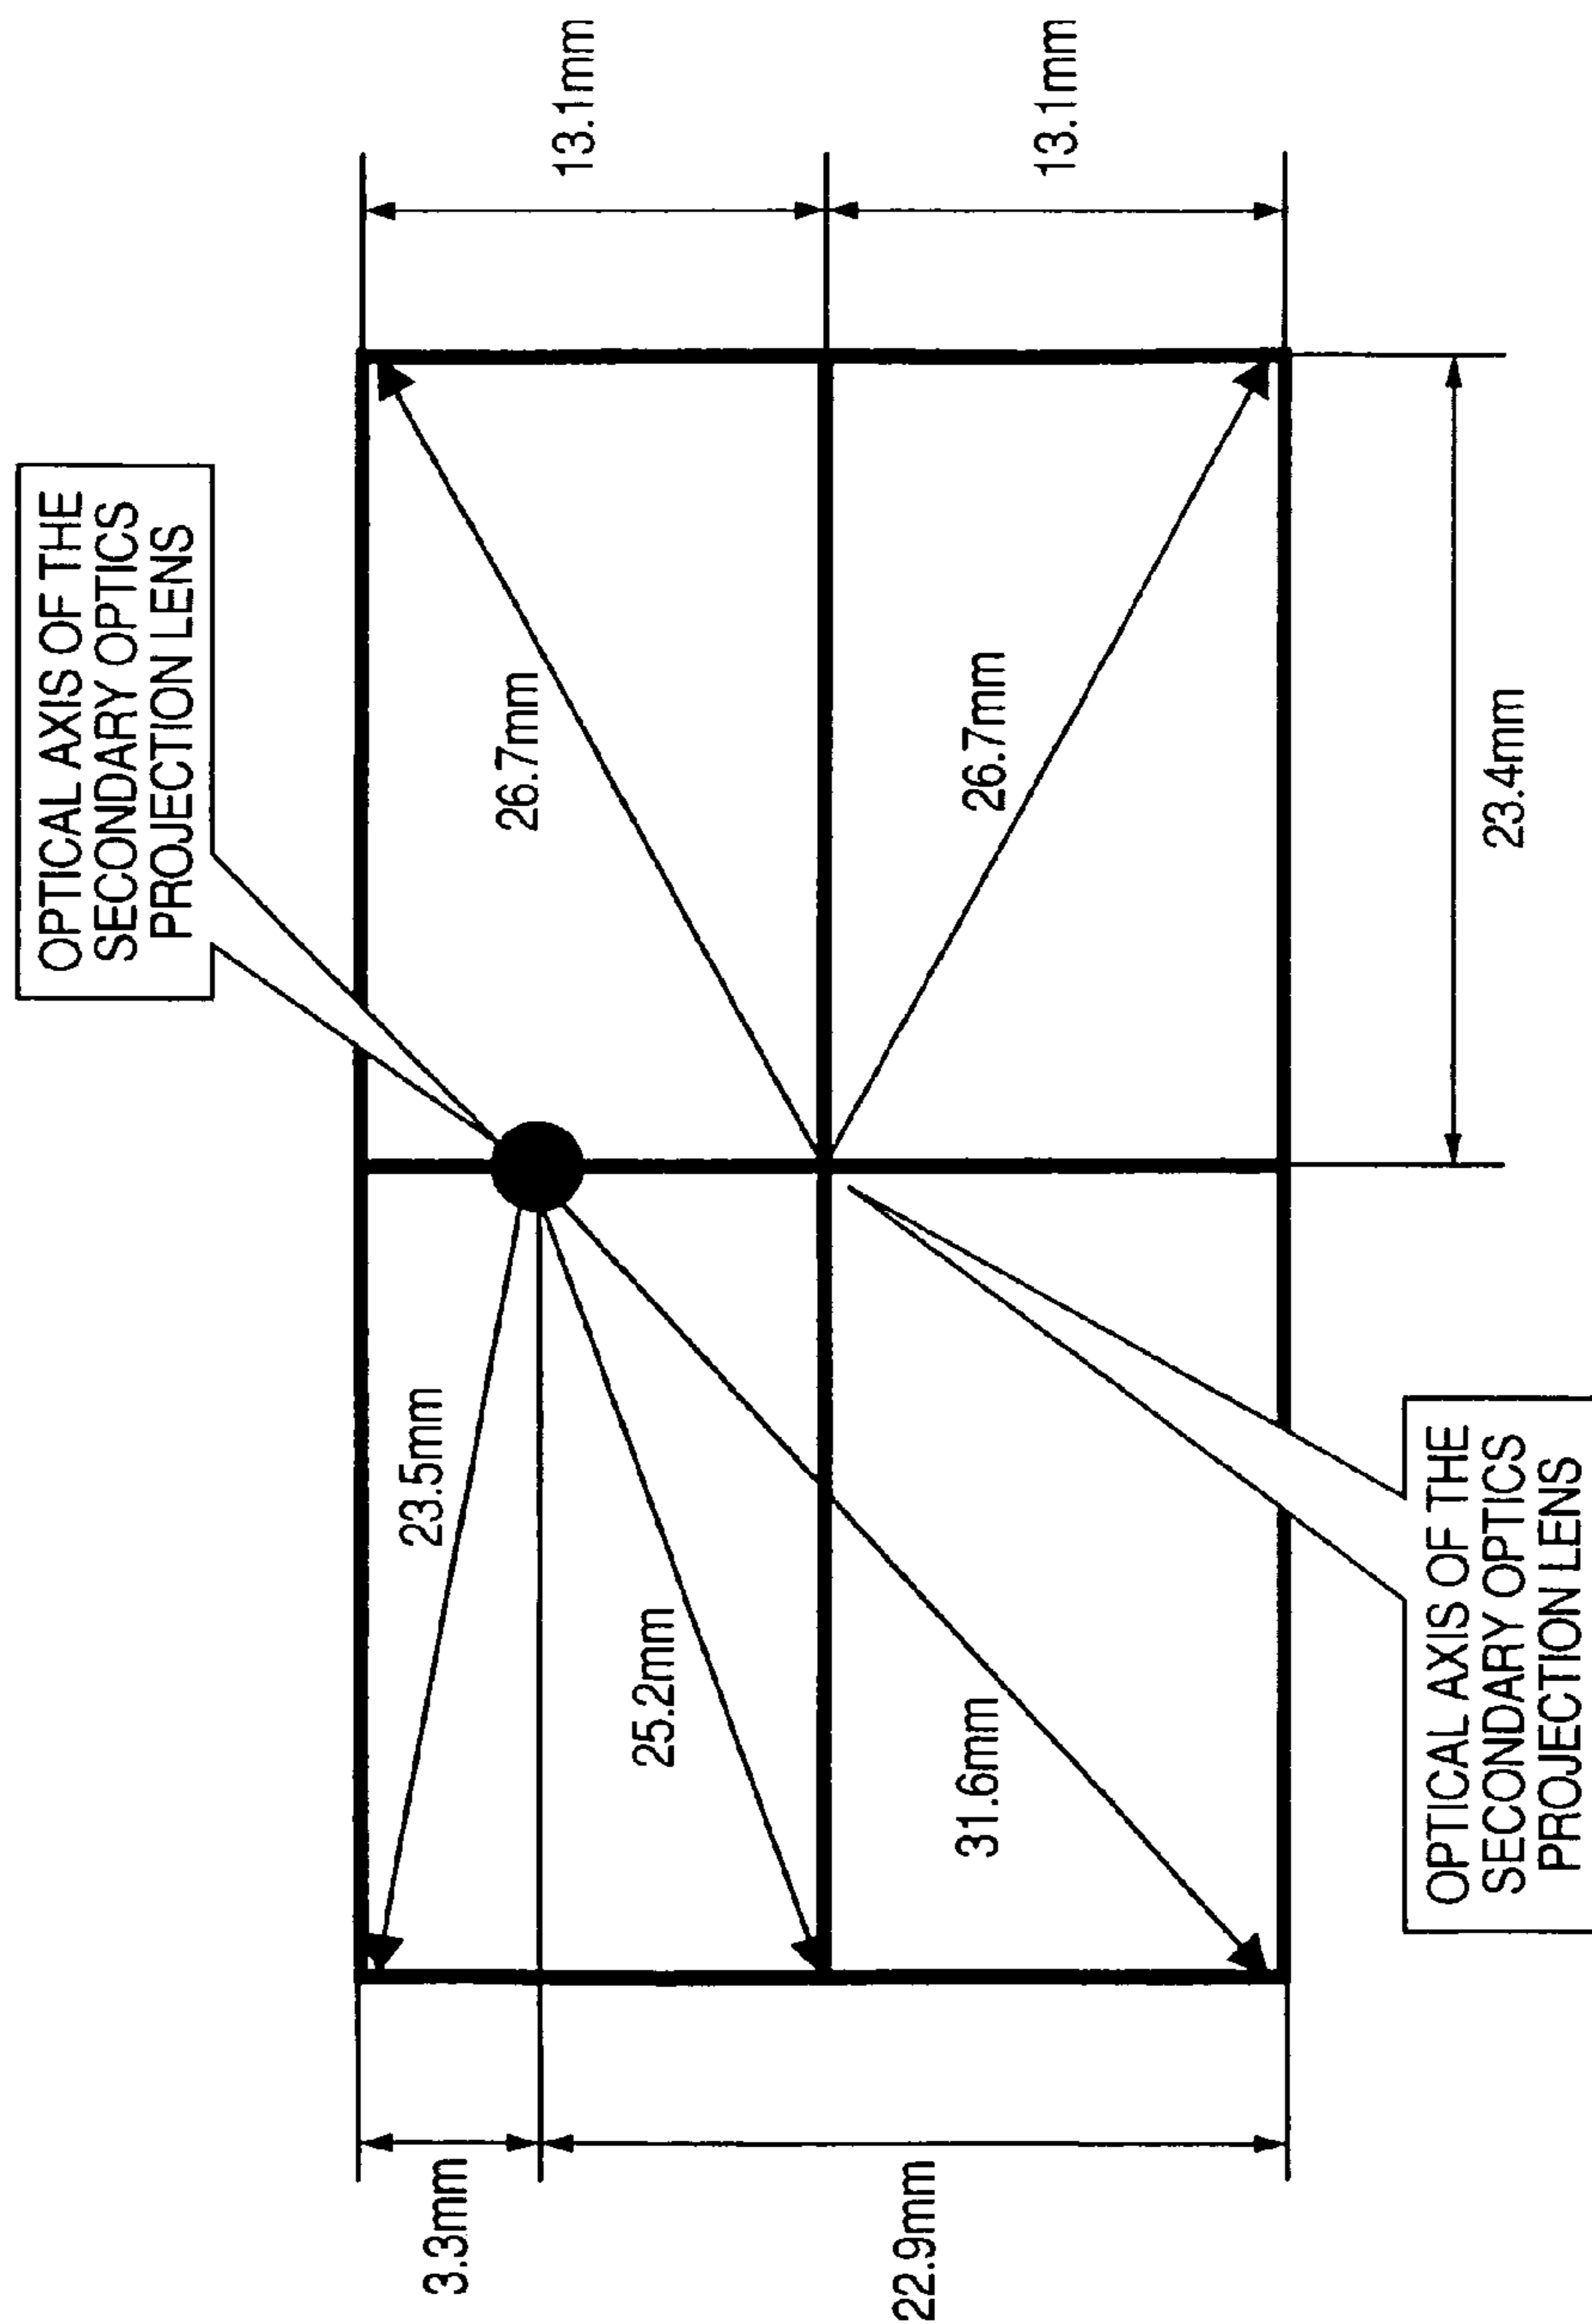 OPTICAL AXIS OF THE
SECONDARY OPTICS
PROJECTION LENS
3.3mm
23.5mm
26.7mm
13.1mm
25.2mm
22.9mm
31.6mm
26.7mm
13.1mm
OPTICAL AXIS OF THE
SECONDARY OPTICS
PROJECTION LENS
23.4mm